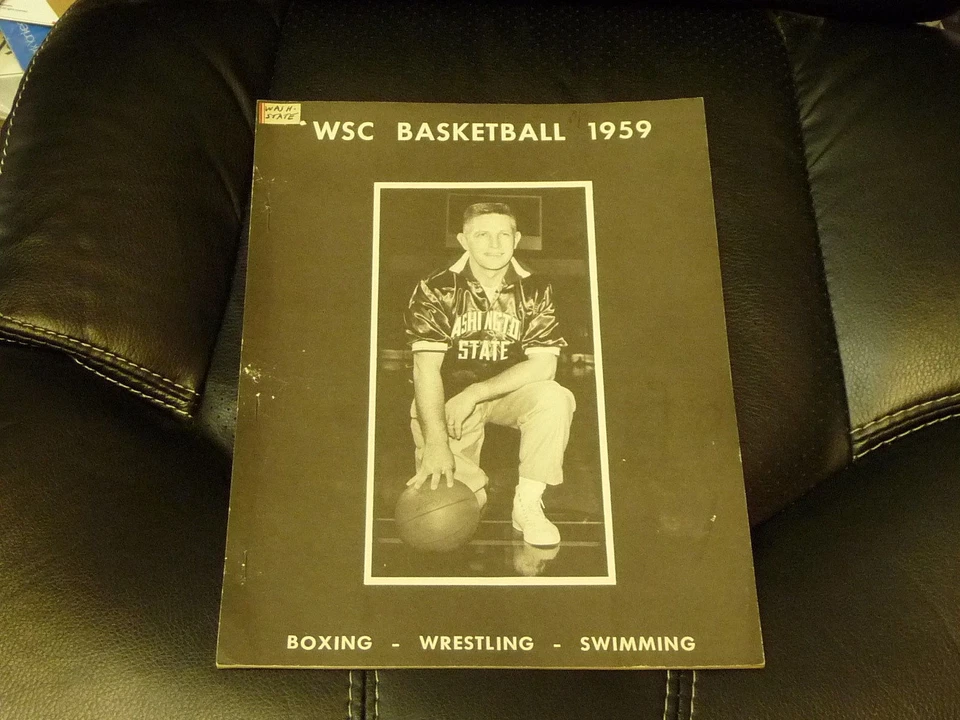 WASH.
STATE
WSC BASKETBALL 1959
WASHINGTON
STATE
BOXING - WRESTLING - SWIMMING